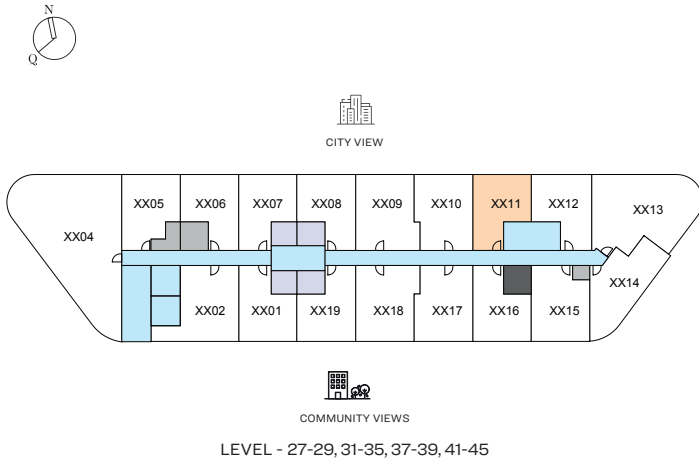 N
Q
CITY VIEW
XX05 XX06 XX07 XX08 XX09 XX10 XX11 XX12 XX13
XX04
XX14
XX02 XX01 XX19 XX18 XX17 XX16 XX15
COMMUNITY VIEWS
LEVEL - 27-29, 31-35, 37-39, 41-45